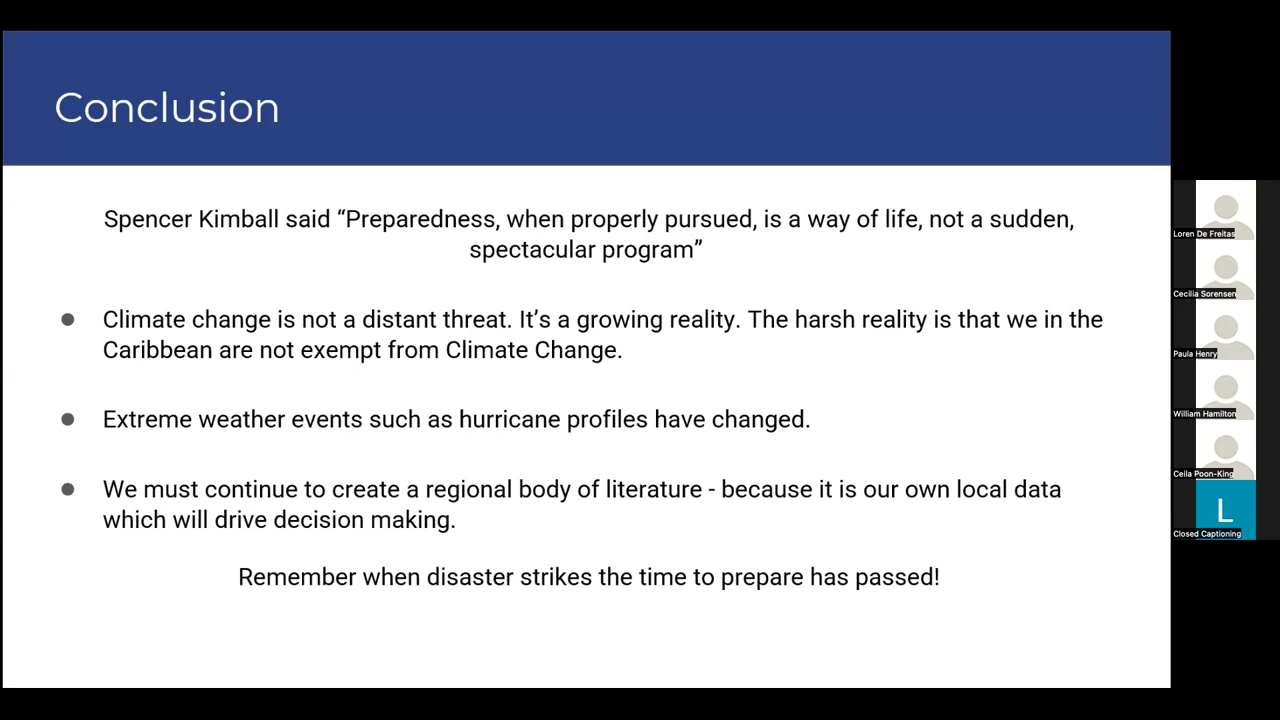 Conclusion
Spencer Kimball said “Preparedness, when properly pursued, is a way of life, not a sudden,
spectacular program”
● Climate change is not a distant threat. It’s a growing reality. The harsh reality is that we in the
Caribbean are not exempt from Climate Change.
● Extreme weather events such as hurricane profiles have changed.
● We must continue to create a regional body of literature - because it is our own local data
which will drive decision making.
Remember when disaster strikes the time to prepare has passed!
Loren De Freitas
Cecilia Sorensen
Paula Henry
William Hamilton
Ceila Poon-King
L
Closed Captioning